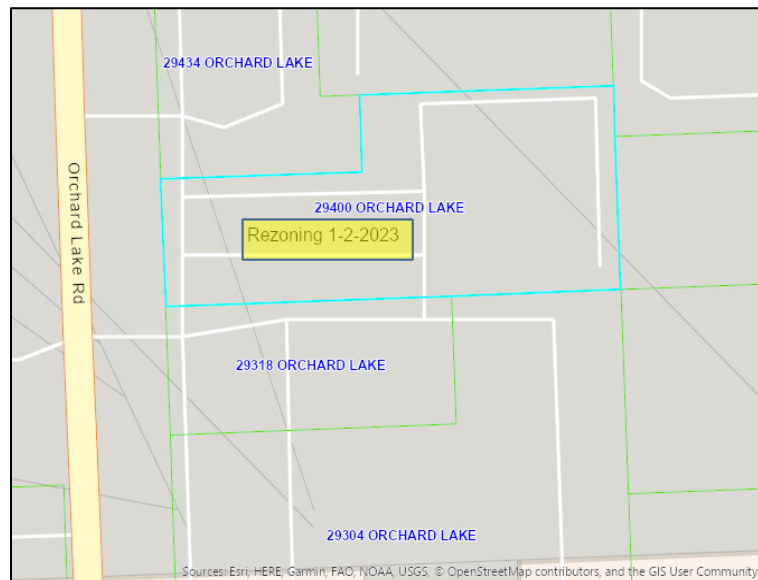 29434 ORCHARD LAKE
Orchard Lake Rd
29400 ORCHARD LAKE
Rezoning 1-2-2023
29318 ORCHARD LAKE
29304 ORCHARD LAKE
Sources: Esri, HERE, Garmin, FAO, NOAA, USGS, © OpenStreetMap contributors, and the GIS User Community